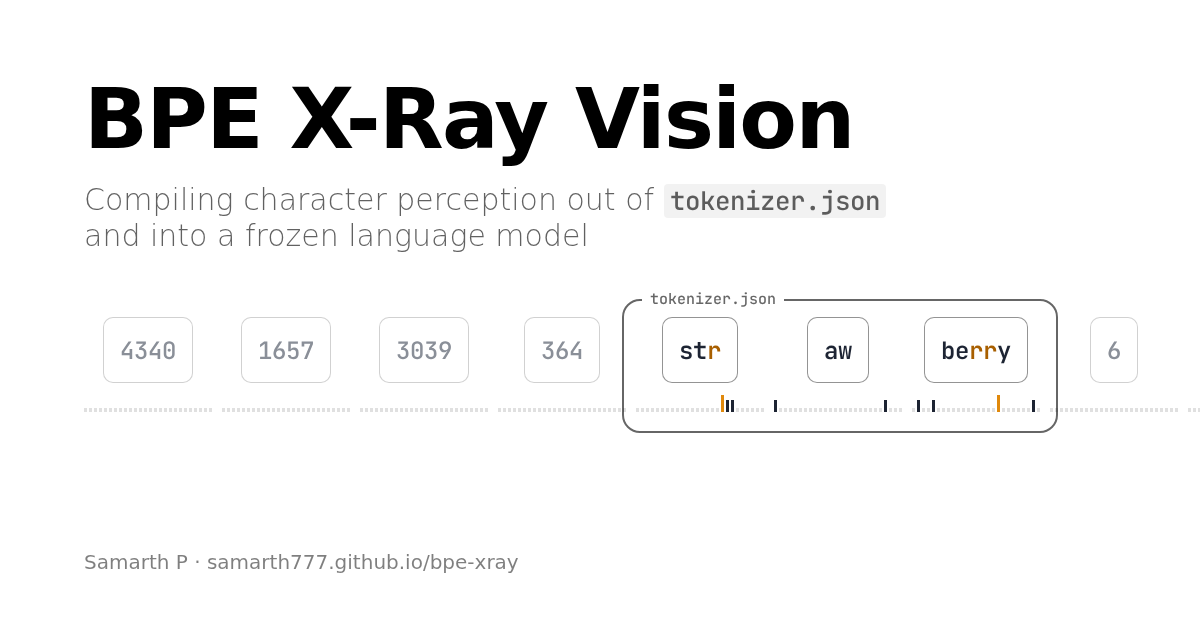 BPE X-Ray Vision
Compiling character perception out of tokenizer.json
and into a frozen language model
tokenizer.json
4340 1657 3039 364 str aw berry 6
Samarth P · samarth777.github.io/bpe-xray